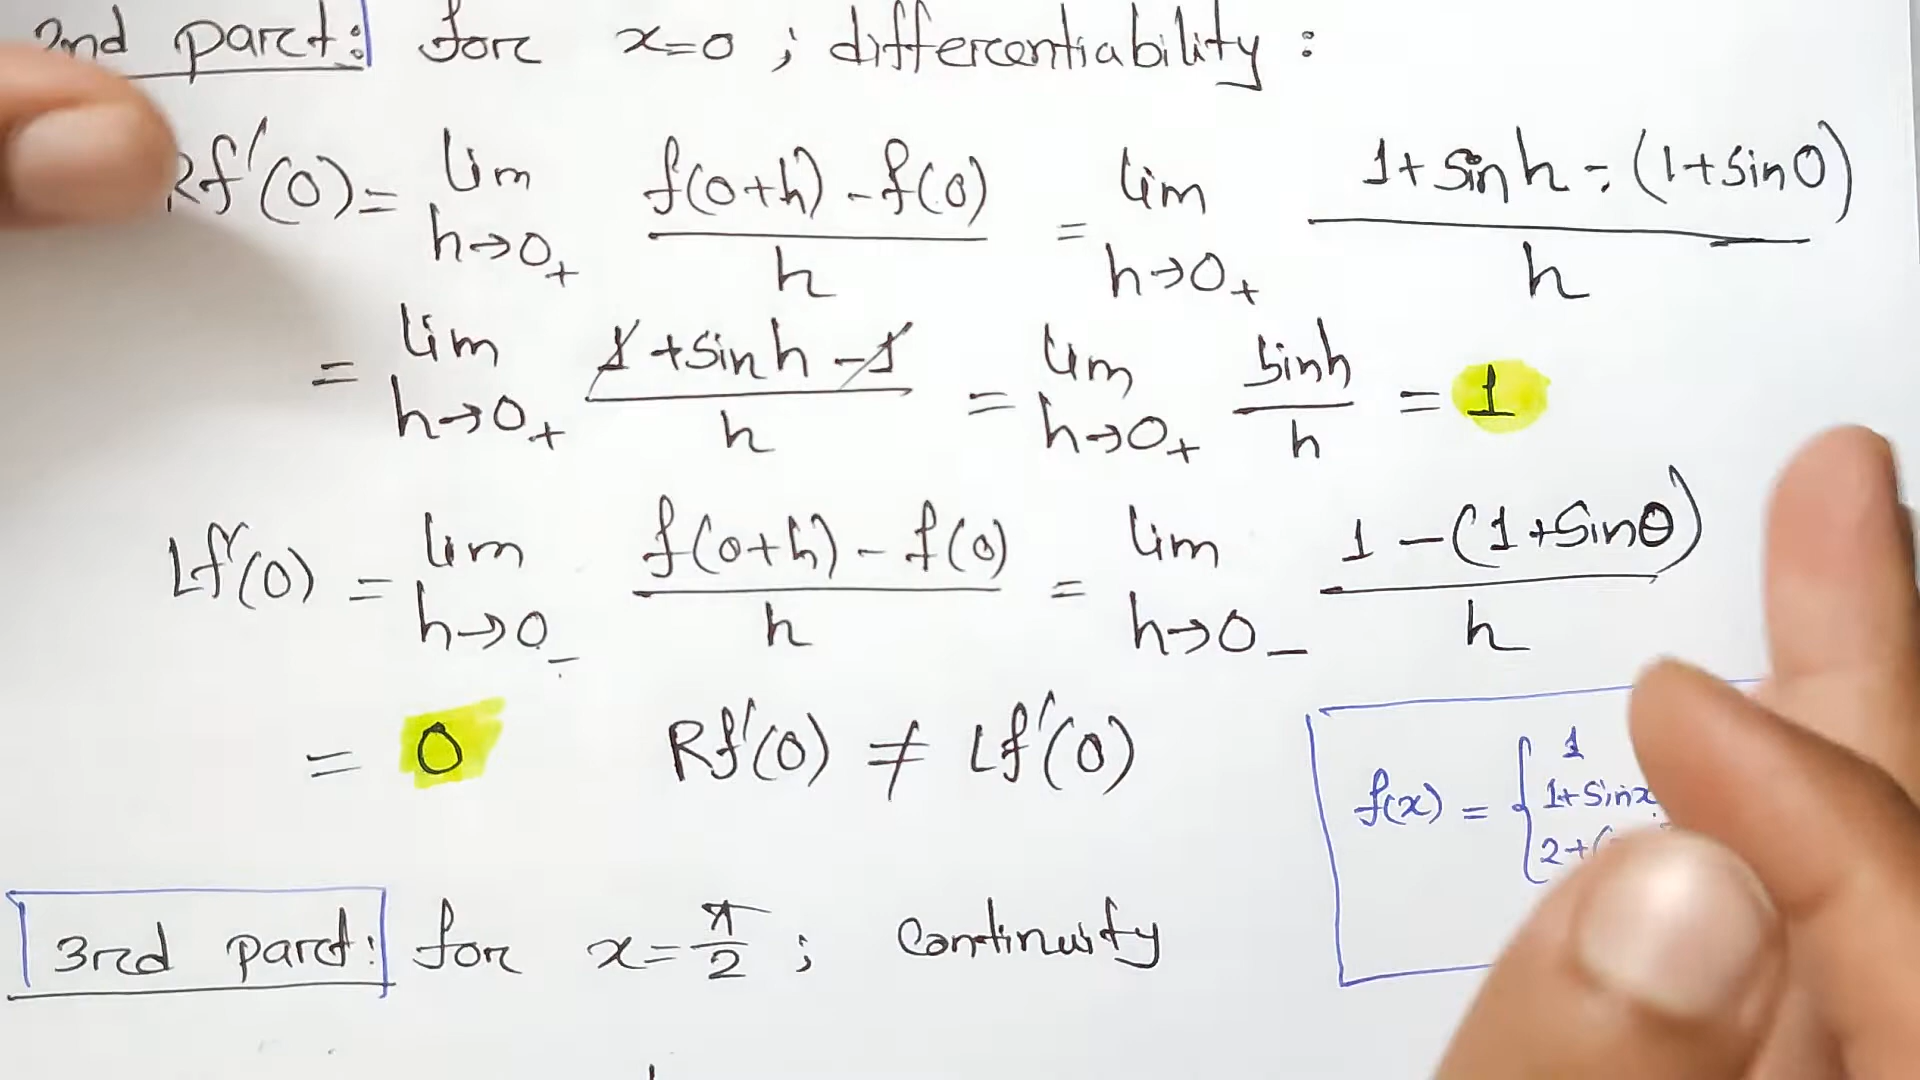 2nd part: for x=0 ; differentiability :
Rf'(0) = lim h→0+ f(0+h) - f(0) / h = lim h→0+ 1+sinh - (1+sin0) / h
= lim h→0+ 1+sinh-1 / h = lim h→0+ sinh / h = 1
Lf'(0) = lim h→0- f(0+h) - f(0) / h = lim h→0- 1-(1+sin0) / h
= 0 Rf'(0) ≠ Lf'(0)
f(x) = { 1
1+sinx
2+(
3rd part: for x = π/2 ; continuity